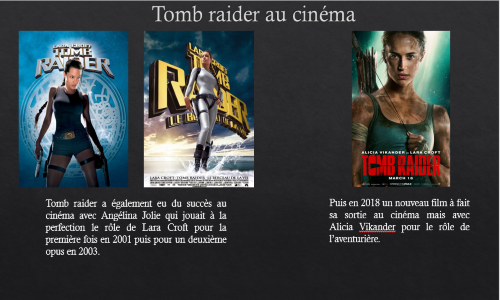 Tomb raider au cinéma
LARA CROFT
TOMB
RAIDER
LARA CROFT
TOMB
RAIDER
LE BERCEAU DE LA VIE
LARA CROFT TOMB RAIDER LE BERCEAU DE LA VIE
ALICIA VIKANDER IS LARA CROFT
TOMB RAIDER
MARCH 16
Tomb raider a également eu du succès au
cinéma avec Angélina Jolie qui jouait à la
perfection le rôle de Lara Croft pour la
première fois en 2001 puis pour un deuxième
opus en 2003.
Puis en 2018 un nouveau film à fait
sa sortie au cinéma mais avec
Alicia Vikander pour le rôle de
l'aventurière.